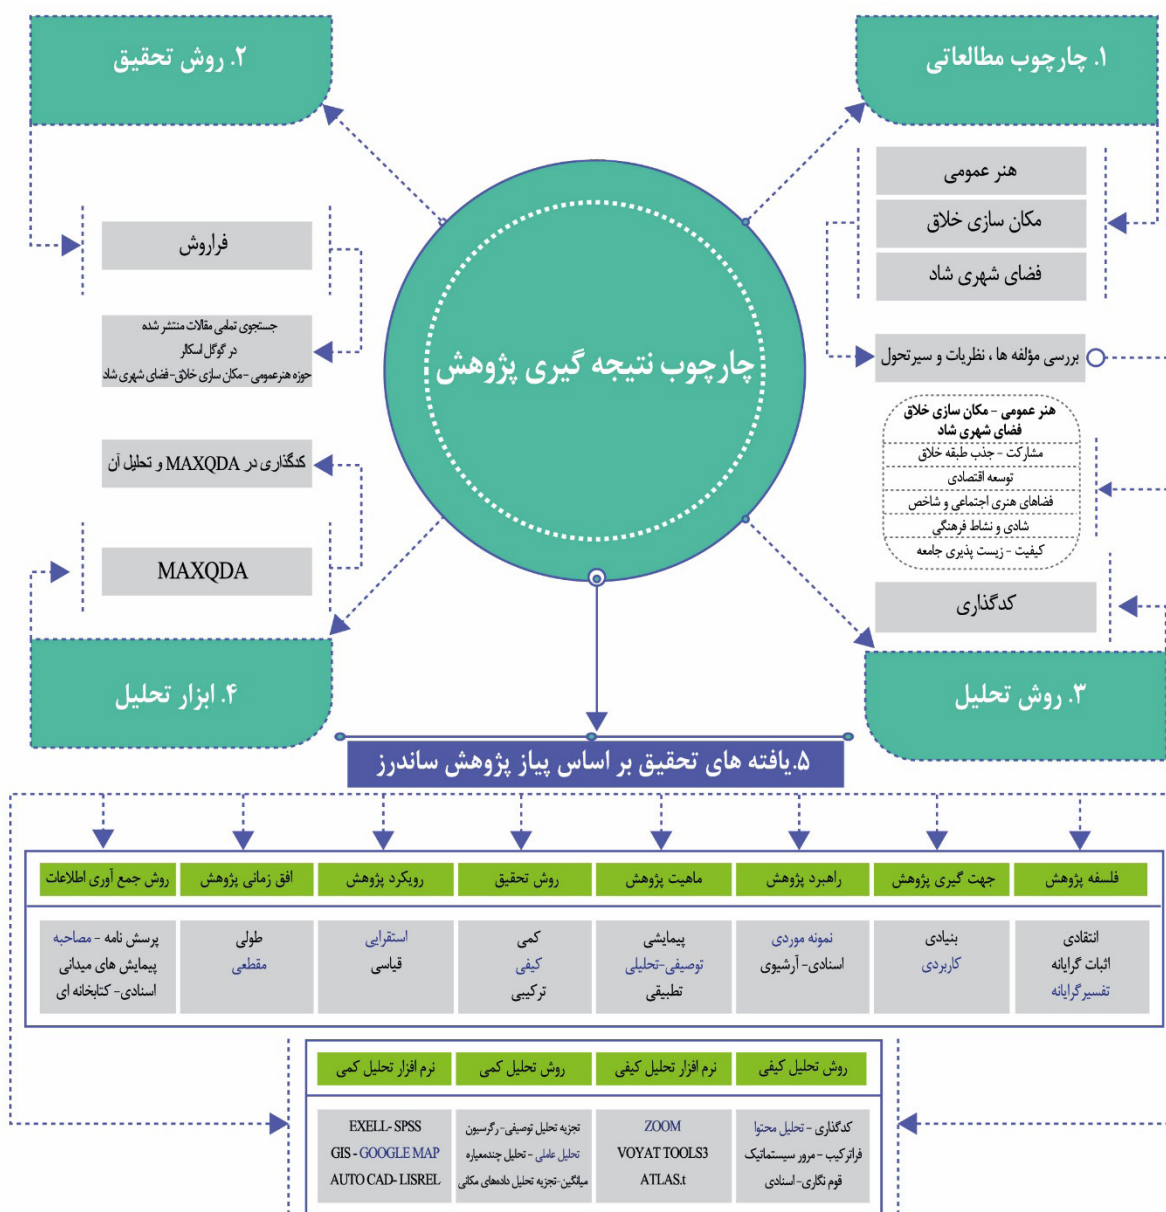 ۱. چارچوب مطالعاتی
هنر عمومی
مکان سازی خلاق
فضای شهری شاد
بررسی مؤلفه ها ، نظریات و سیرتحول
هنر عمومی - مکان سازی خلاق
فضای شهری شاد
مشارکت - جذب طبقه خلاق
توسعه اقتصادی
فضاهای هنری اجتماعی و شاخص
شادی و نشاط فرهنگی
کیفیت - زیست پذیری جامعه
۲. روش تحقیق
فراروش
جستجوی تمامی مقالات منتشر شده
در گوگل اسکالر
حوزه هنرعمومی -مکان سازی خلاق-فضای شهری شاد
چارچوب نتیجه گیری پژوهش
کدگذاری
۳. روش تحلیل
کدگذاری در MAXQDA و تحلیل آن
MAXQDA
۴. ابزار تحلیل
۵.یافته های تحقیق بر اساس پیاز پژوهش ساندرز
فلسفه پژوهش
انتقادی
اثبات گرایانه
تفسیرگرایانه
جهت گیری پژوهش
بنیادی
کاربردی
راهبرد پژوهش
نمونه موردی
اسنادی- آرشیوی
ماهیت پژوهش
پیمایشی
توصیفی-تحلیلی
تطبیقی
روش تحقیق
کمی
کیفی
ترکیبی
رویکرد پژوهش
استقرایی
قیاسی
افق زمانی پژوهش
طولی
مقطعی
روش جمع آوری اطلاعات
پرسش نامه - مصاحبه
پیمایش های میدانی
اسنادی- کتابخانه ای
روش تحلیل کیفی
کدگذاری - تحلیل محتوا
فراترکیب - مرور سیستماتیک
قوم نگاری- اسنادی
نرم افزار تحلیل کیفی
ZOOM
VOYAT TOOLS3
ATLAS.t
روش تحلیل کمی
تجزیه تحلیل توصیفی- رگرسیون
تحلیل عاملی - تحلیل چندمعیاره
میانگین-تجزیه تحلیل داده‌های مکانی
نرم افزار تحلیل کمی
EXELL- SPSS
GIS - GOOGLE MAP
AUTO CAD- LISREL